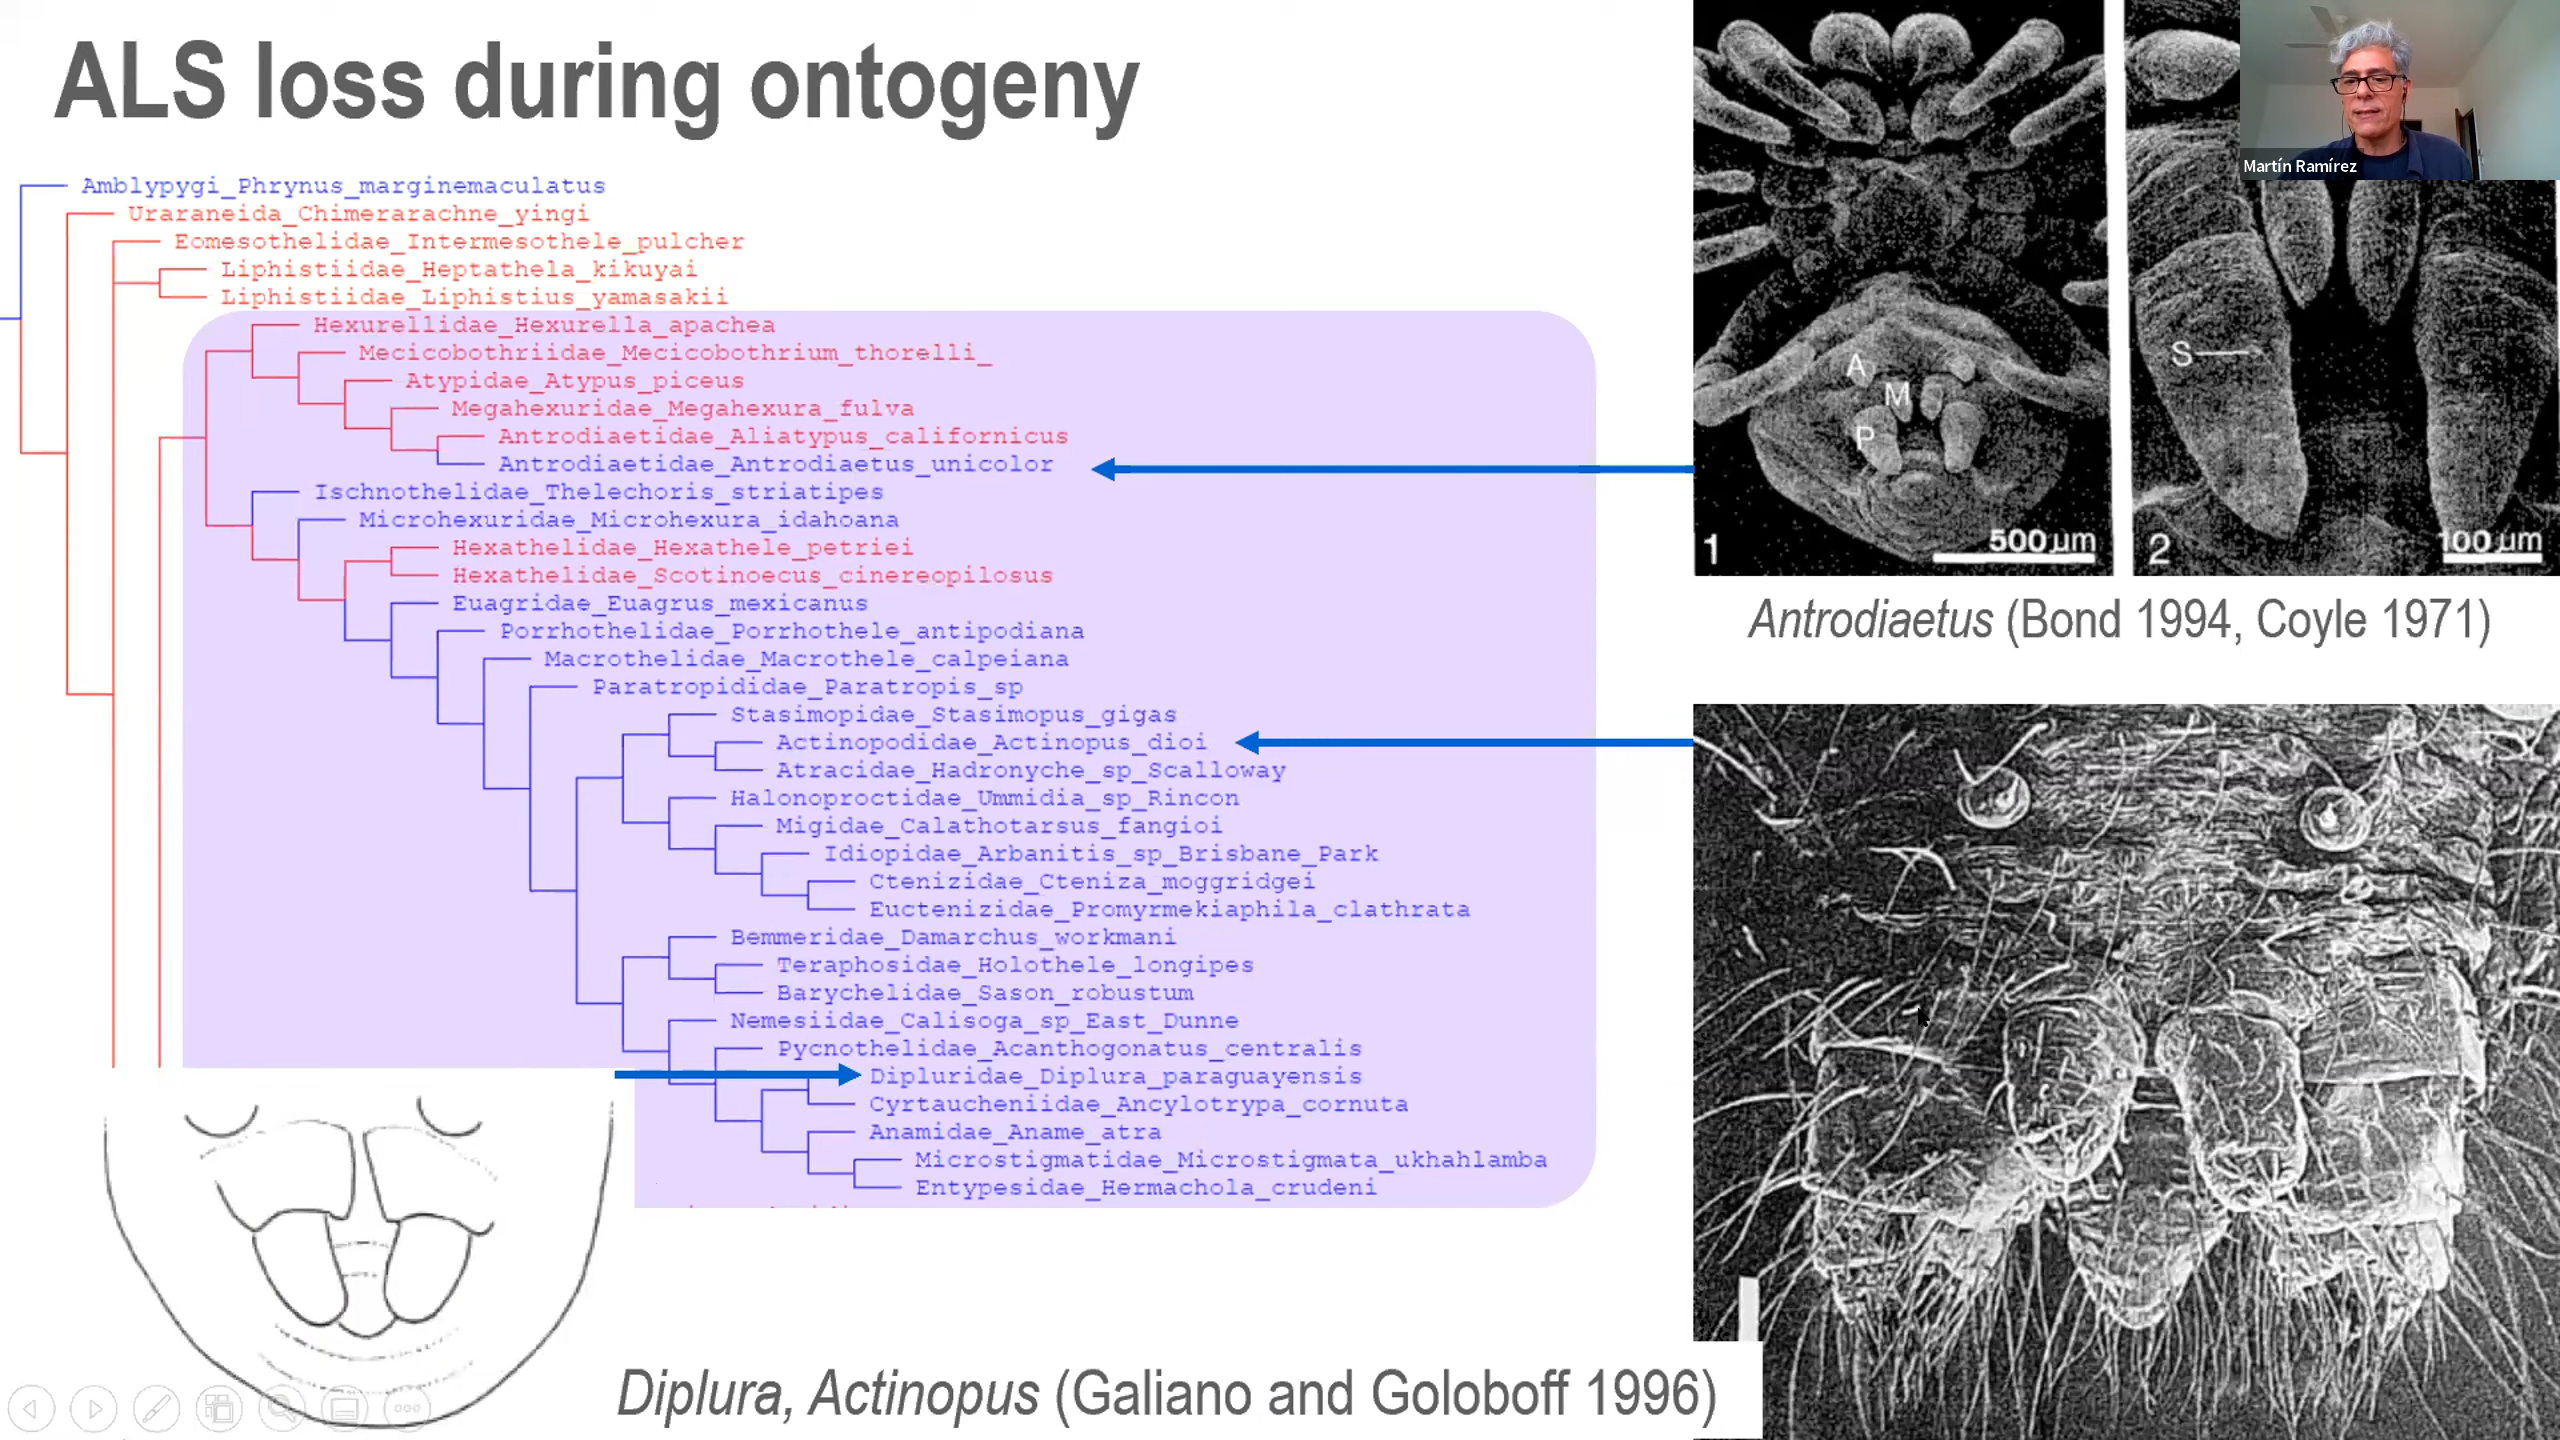 ALS loss during ontogeny
Martín Ramírez
Amblypygi_Phrynus_marginemaculatus
Uraraneida_Chimerarachne_yingi
Eomesothelidae_Intermesothele_pulcher
Liphistiidae_Heptathela_kikuyai
Liphistiidae_Liphistius_yamasakii
Hexurellidae_Hexurella_apachea
Mecicobothriidae_Mecicobothrium_thorelli_
Atypidae_Atypus_piceus
Megahexuridae_Megahexura_fulva
Antrodiaetidae_Aliatypus_californicus
Antrodiaetidae_Antrodiaetus_unicolor
Ischnothelidae_Thelechoris_striatipes
Microhexuridae_Microhexura_idahoana
Hexathelidae_Hexathele_petriei
Hexathelidae_Scotinoecus_cinereopilosus
Euagridae_Euagrus_mexicanus
Porrhothelidae_Porrhothele_antipodiana
Macrothelidae_Macrothele_calpeiana
Paratropididae_Paratropis_sp
Stasimopidae_Stasimopus_gigas
Actinopodidae_Actinopus_dioi
Atracidae_Hadronyche_sp_Scalloway
Halonoproctidae_Ummidia_sp_Rincon
Migidae_Calathotarsus_fangioi
Idiopidae_Arbanitis_sp_Brisbane_Park
Ctenizidae_Cteniza_moggridgei
Euctenizidae_Promyrmekiaphila_clathrata
Bemmeridae_Damarchus_workmani
Teraphosidae_Holothele_longipes
Barychelidae_Sason_robustum
Nemesiidae_Calisoga_sp_East_Dunne
Pycnothelidae_Acanthogonatus_centralis
Dipluridae_Diplura_paraguayensis
Cyrtaucheniidae_Ancylotrypa_cornuta
Anamidae_Aname_atra
Microstigmatidae_Microstigmata_ukhahlamba
Entypesidae_Hermachola_crudeni
A
M
P
1
500 µm
S
2
100 µm
Antrodiaetus (Bond 1994, Coyle 1971)
Diplura, Actinopus (Galiano and Goloboff 1996)